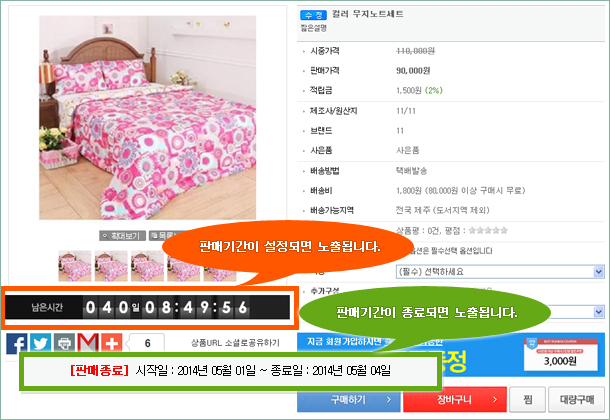 수 정 컬러 무지노트세트
짧은설명
시중가격 110,000원
판매가격 90,000원
적립금 1,500원 (2%)
제조사/원산지 11/11
브랜드 11
사은품 사은품
배송방법 택배발송
배송비 1,800원 (80,000원 이상 구매시 무료)
배송가능지역 전국 제주 (도서지역 제외)
상품평 : 0건, 평점 :
확대보기
판매기간이 설정되면 노출됩니다.
옵션은 필수선택 옵션입니다
(필수) 선택하세요
추가구성
남은시간 040일 08:49:56
판매기간이 종료되면 노출됩니다.
6 상품URL 소셜로공유하기
지금 회원가입하시면
3,000원
[판매종료] 시작일 : 2014년 05월 01일 ~ 종료일 : 2014년 05월 04일
구매하기 장바구니 찜 대량구매